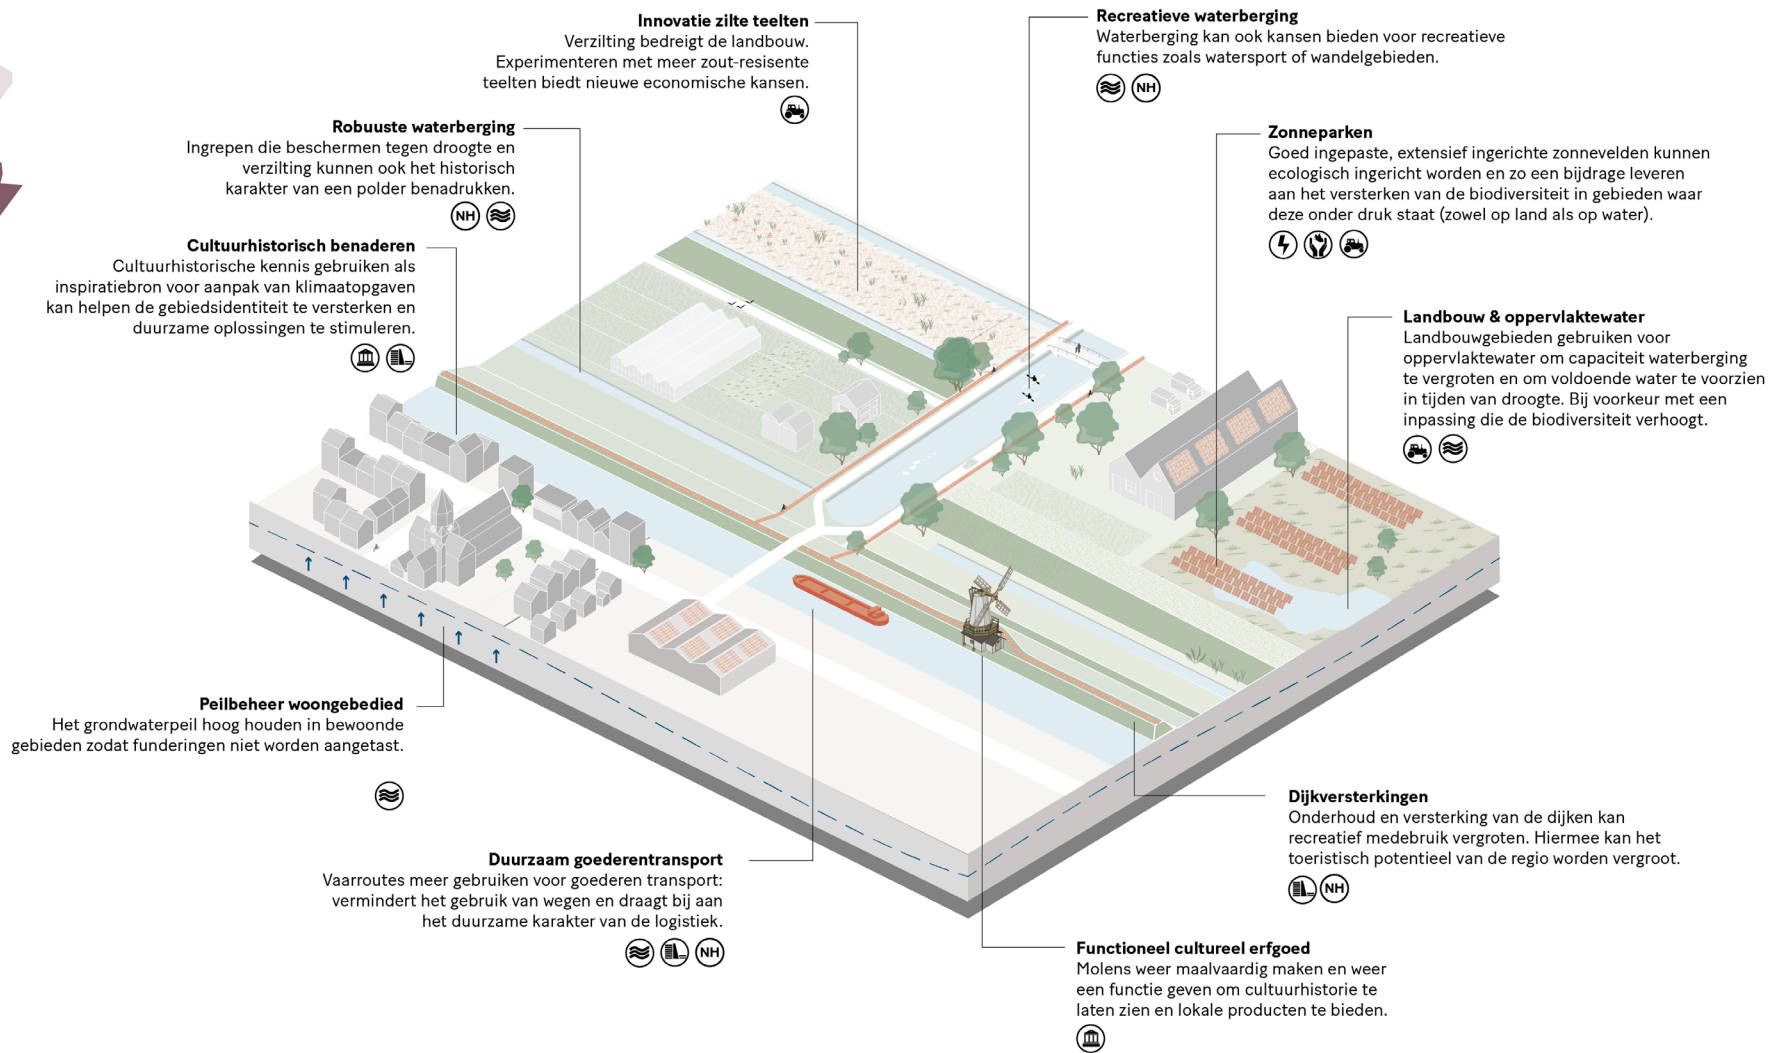 Innovatie zilte teelten
Verzilting bedreigt de landbouw.
Experimenteren met meer zout-resisente
teelten biedt nieuwe economische kansen.
Recreatieve waterberging
Waterberging kan ook kansen bieden voor recreatieve
functies zoals watersport of wandelgebieden.
NH
Robuuste waterberging
Ingrepen die beschermen tegen droogte en
verzilting kunnen ook het historisch
karakter van een polder benadrukken.
NH
Zonneparken
Goed ingepaste, extensief ingerichte zonnevelden kunnen
ecologisch ingericht worden en zo een bijdrage leveren
aan het versterken van de biodiversiteit in gebieden waar
deze onder druk staat (zowel op land als op water).
Cultuurhistorisch benaderen
Cultuurhistorische kennis gebruiken als
inspiratiebron voor aanpak van klimaatopgaven
kan helpen de gebiedsidentiteit te versterken en
duurzame oplossingen te stimuleren.
Landbouw & oppervlaktewater
Landbouwgebieden gebruiken voor
oppervlaktewater om capaciteit waterberging
te vergroten en om voldoende water te voorzien
in tijden van droogte. Bij voorkeur met een
inpassing die de biodiversiteit verhoogt.
Peilbeheer woongebedied
Het grondwaterpeil hoog houden in bewoonde
gebieden zodat funderingen niet worden aangetast.
Dijkversterkingen
Onderhoud en versterking van de dijken kan
recreatief medebruik vergroten. Hiermee kan het
toeristisch potentieel van de regio worden vergroot.
NH
Duurzaam goederentransport
Vaarroutes meer gebruiken voor goederen transport:
vermindert het gebruik van wegen en draagt bij aan
het duurzame karakter van de logistiek.
NH
Functioneel cultureel erfgoed
Molens weer maalvaardig maken en weer
een functie geven om cultuurhistorie te
laten zien en lokale producten te bieden.